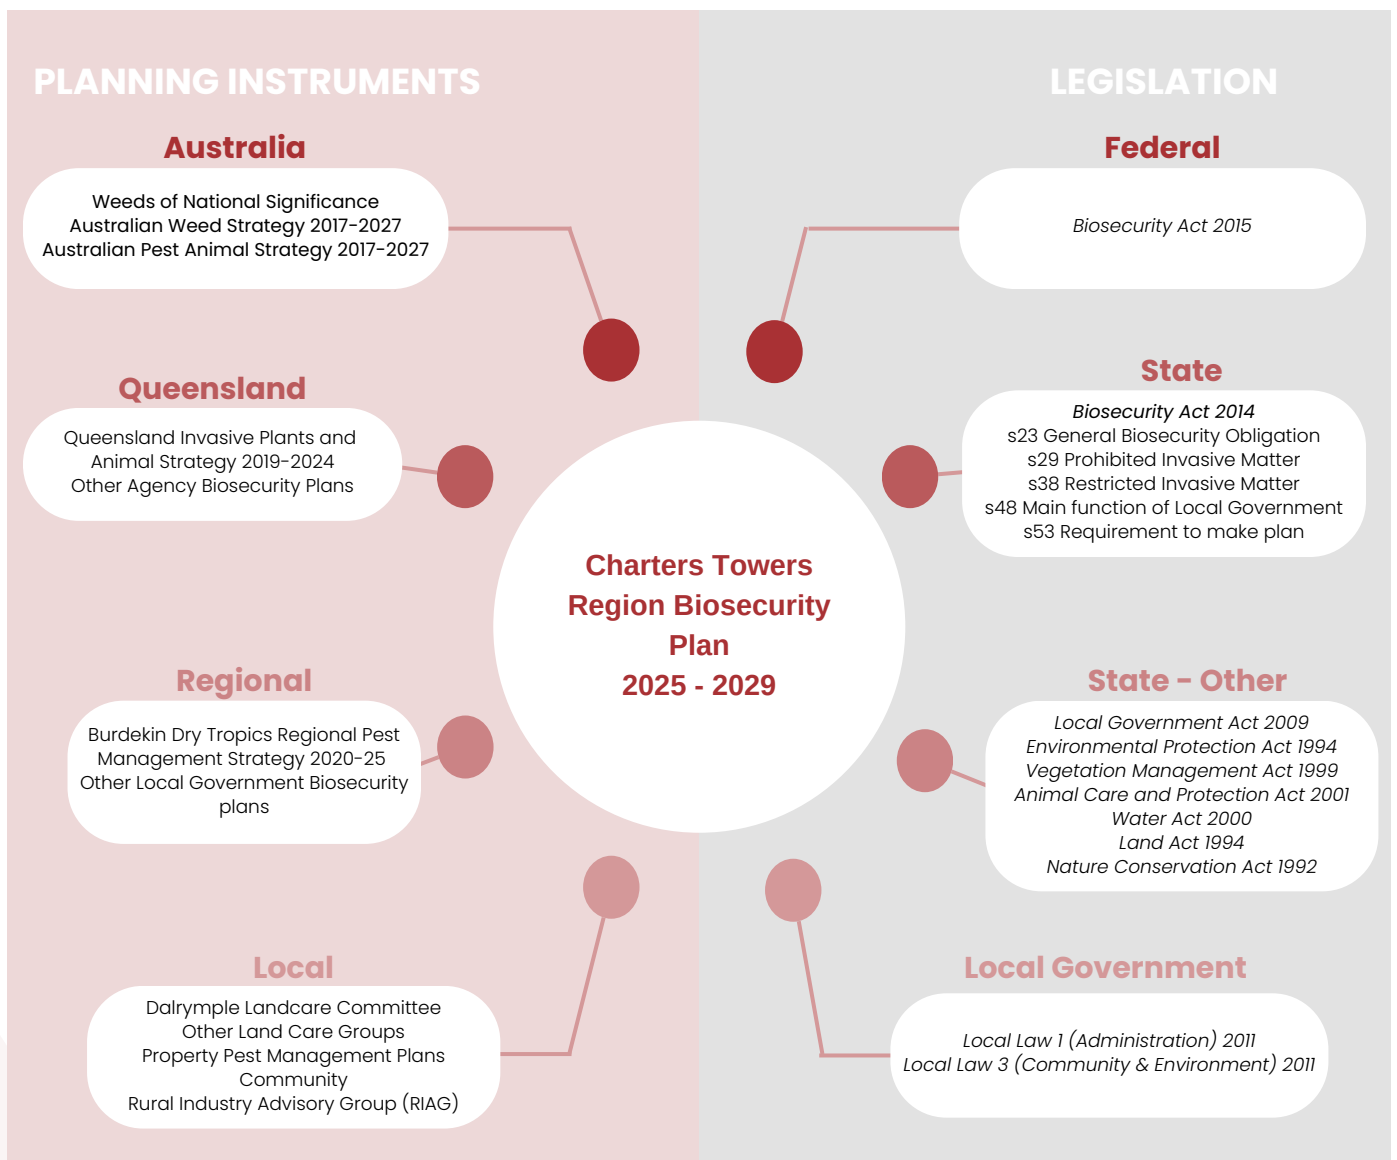 PLANNING INSTRUMENTS
Australia
Weeds of National Significance
Australian Weed Strategy 2017-2027
Australian Pest Animal Strategy 2017-2027
Queensland
Queensland Invasive Plants and
Animal Strategy 2019-2024
Other Agency Biosecurity Plans
Regional
Burdekin Dry Tropics Regional Pest
Management Strategy 2020-25
Other Local Government Biosecurity
plans
Local
Dalrymple Landcare Committee
Other Land Care Groups
Property Pest Management Plans
Community
Rural Industry Advisory Group (RIAG)
Charters Towers
Region Biosecurity
Plan
2025 - 2029
LEGISLATION
Federal
Biosecurity Act 2015
State
Biosecurity Act 2014
s23 General Biosecurity Obligation
s29 Prohibited Invasive Matter
s38 Restricted Invasive Matter
s48 Main function of Local Government
s53 Requirement to make plan
State - Other
Local Government Act 2009
Environmental Protection Act 1994
Vegetation Management Act 1999
Animal Care and Protection Act 2001
Water Act 2000
Land Act 1994
Nature Conservation Act 1992
Local Government
Local Law 1 (Administration) 2011
Local Law 3 (Community & Environment) 2011